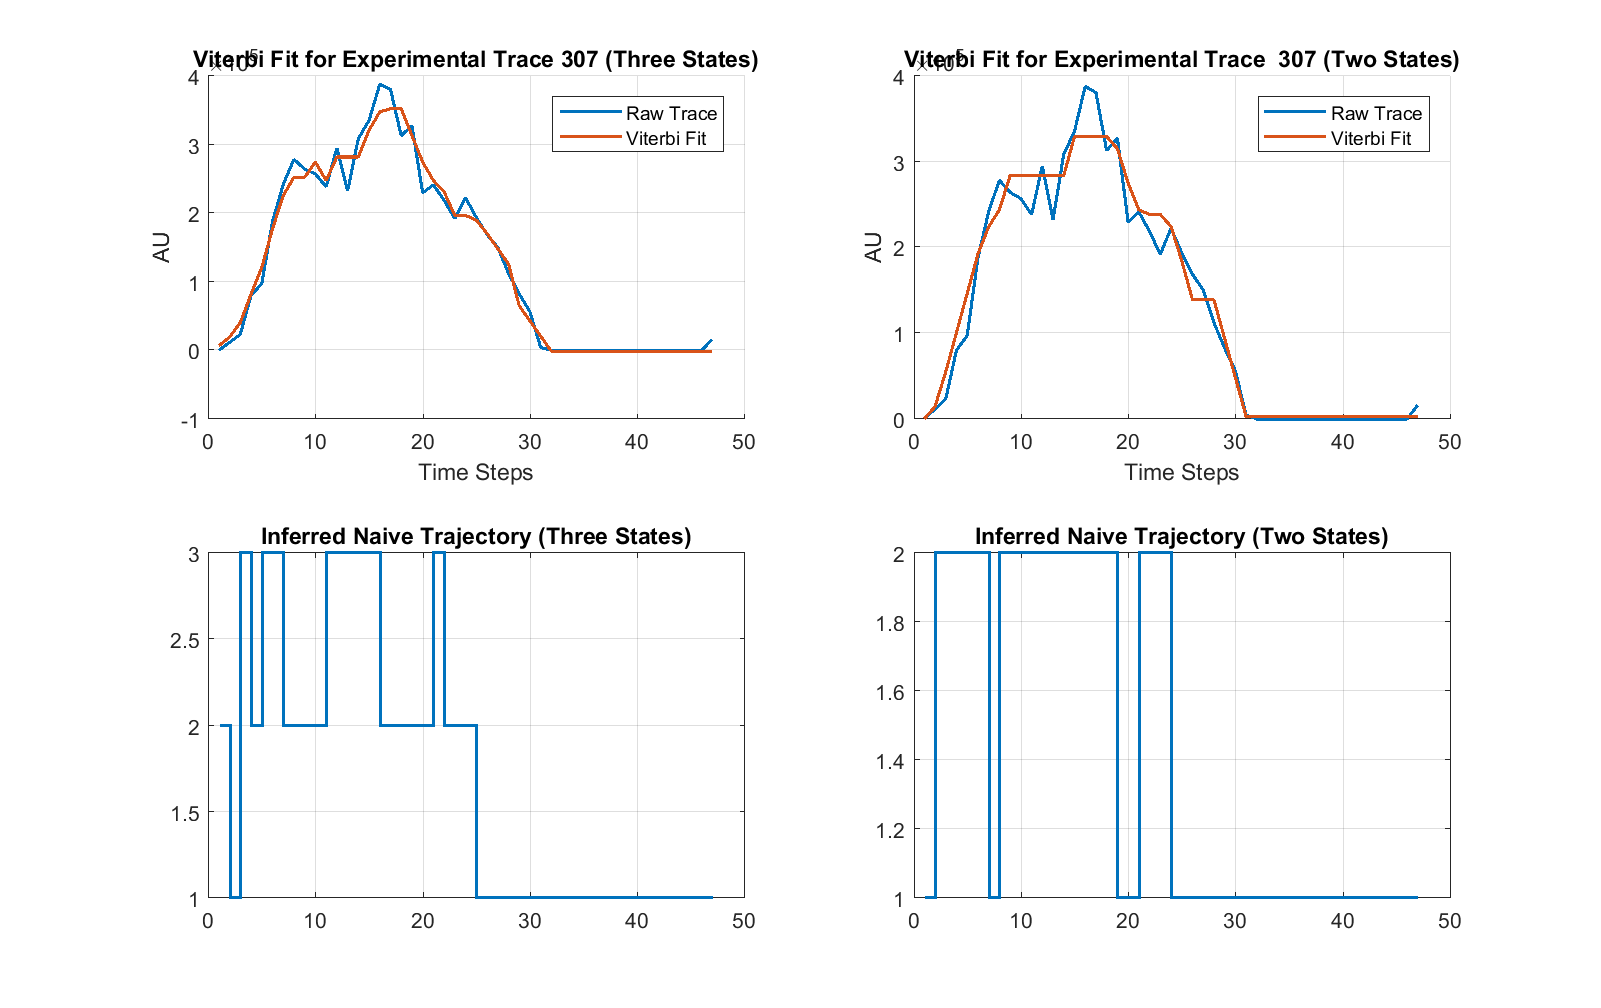 Viterbi Fit for Experimental Trace 307 (Three States)
4
3
2
1
0
-1
AU
Raw Trace
Viterbi Fit
0 10 20 30 40 50
Time Steps
Viterbi Fit for Experimental Trace 307 (Two States)
4
3
2
1
0
AU
Raw Trace
Viterbi Fit
0 10 20 30 40 50
Time Steps
Inferred Naive Trajectory (Three States)
3
2.5
2
1.5
1
0 10 20 30 40 50
Inferred Naive Trajectory (Two States)
2
1.8
1.6
1.4
1.2
1
0 10 20 30 40 50